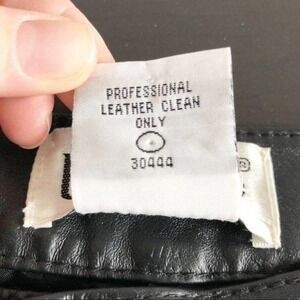 PROFESSIONAL
LEATHER CLEAN
ONLY
30444
®